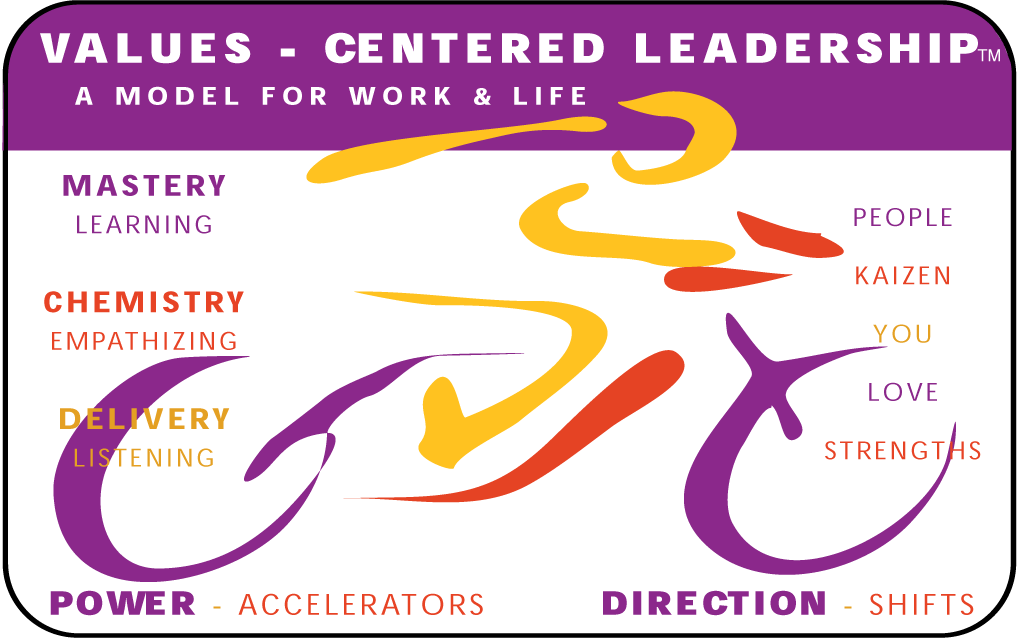 VALUES - CENTERED LEADERSHIP™
A MODEL FOR WORK & LIFE
MASTERY
LEARNING
CHEMISTRY
EMPATHIZING
DELIVERY
LISTENING
PEOPLE
KAIZEN
YOU
LOVE
STRENGTHS
POWER - ACCELERATORS
DIRECTION - SHIFTS